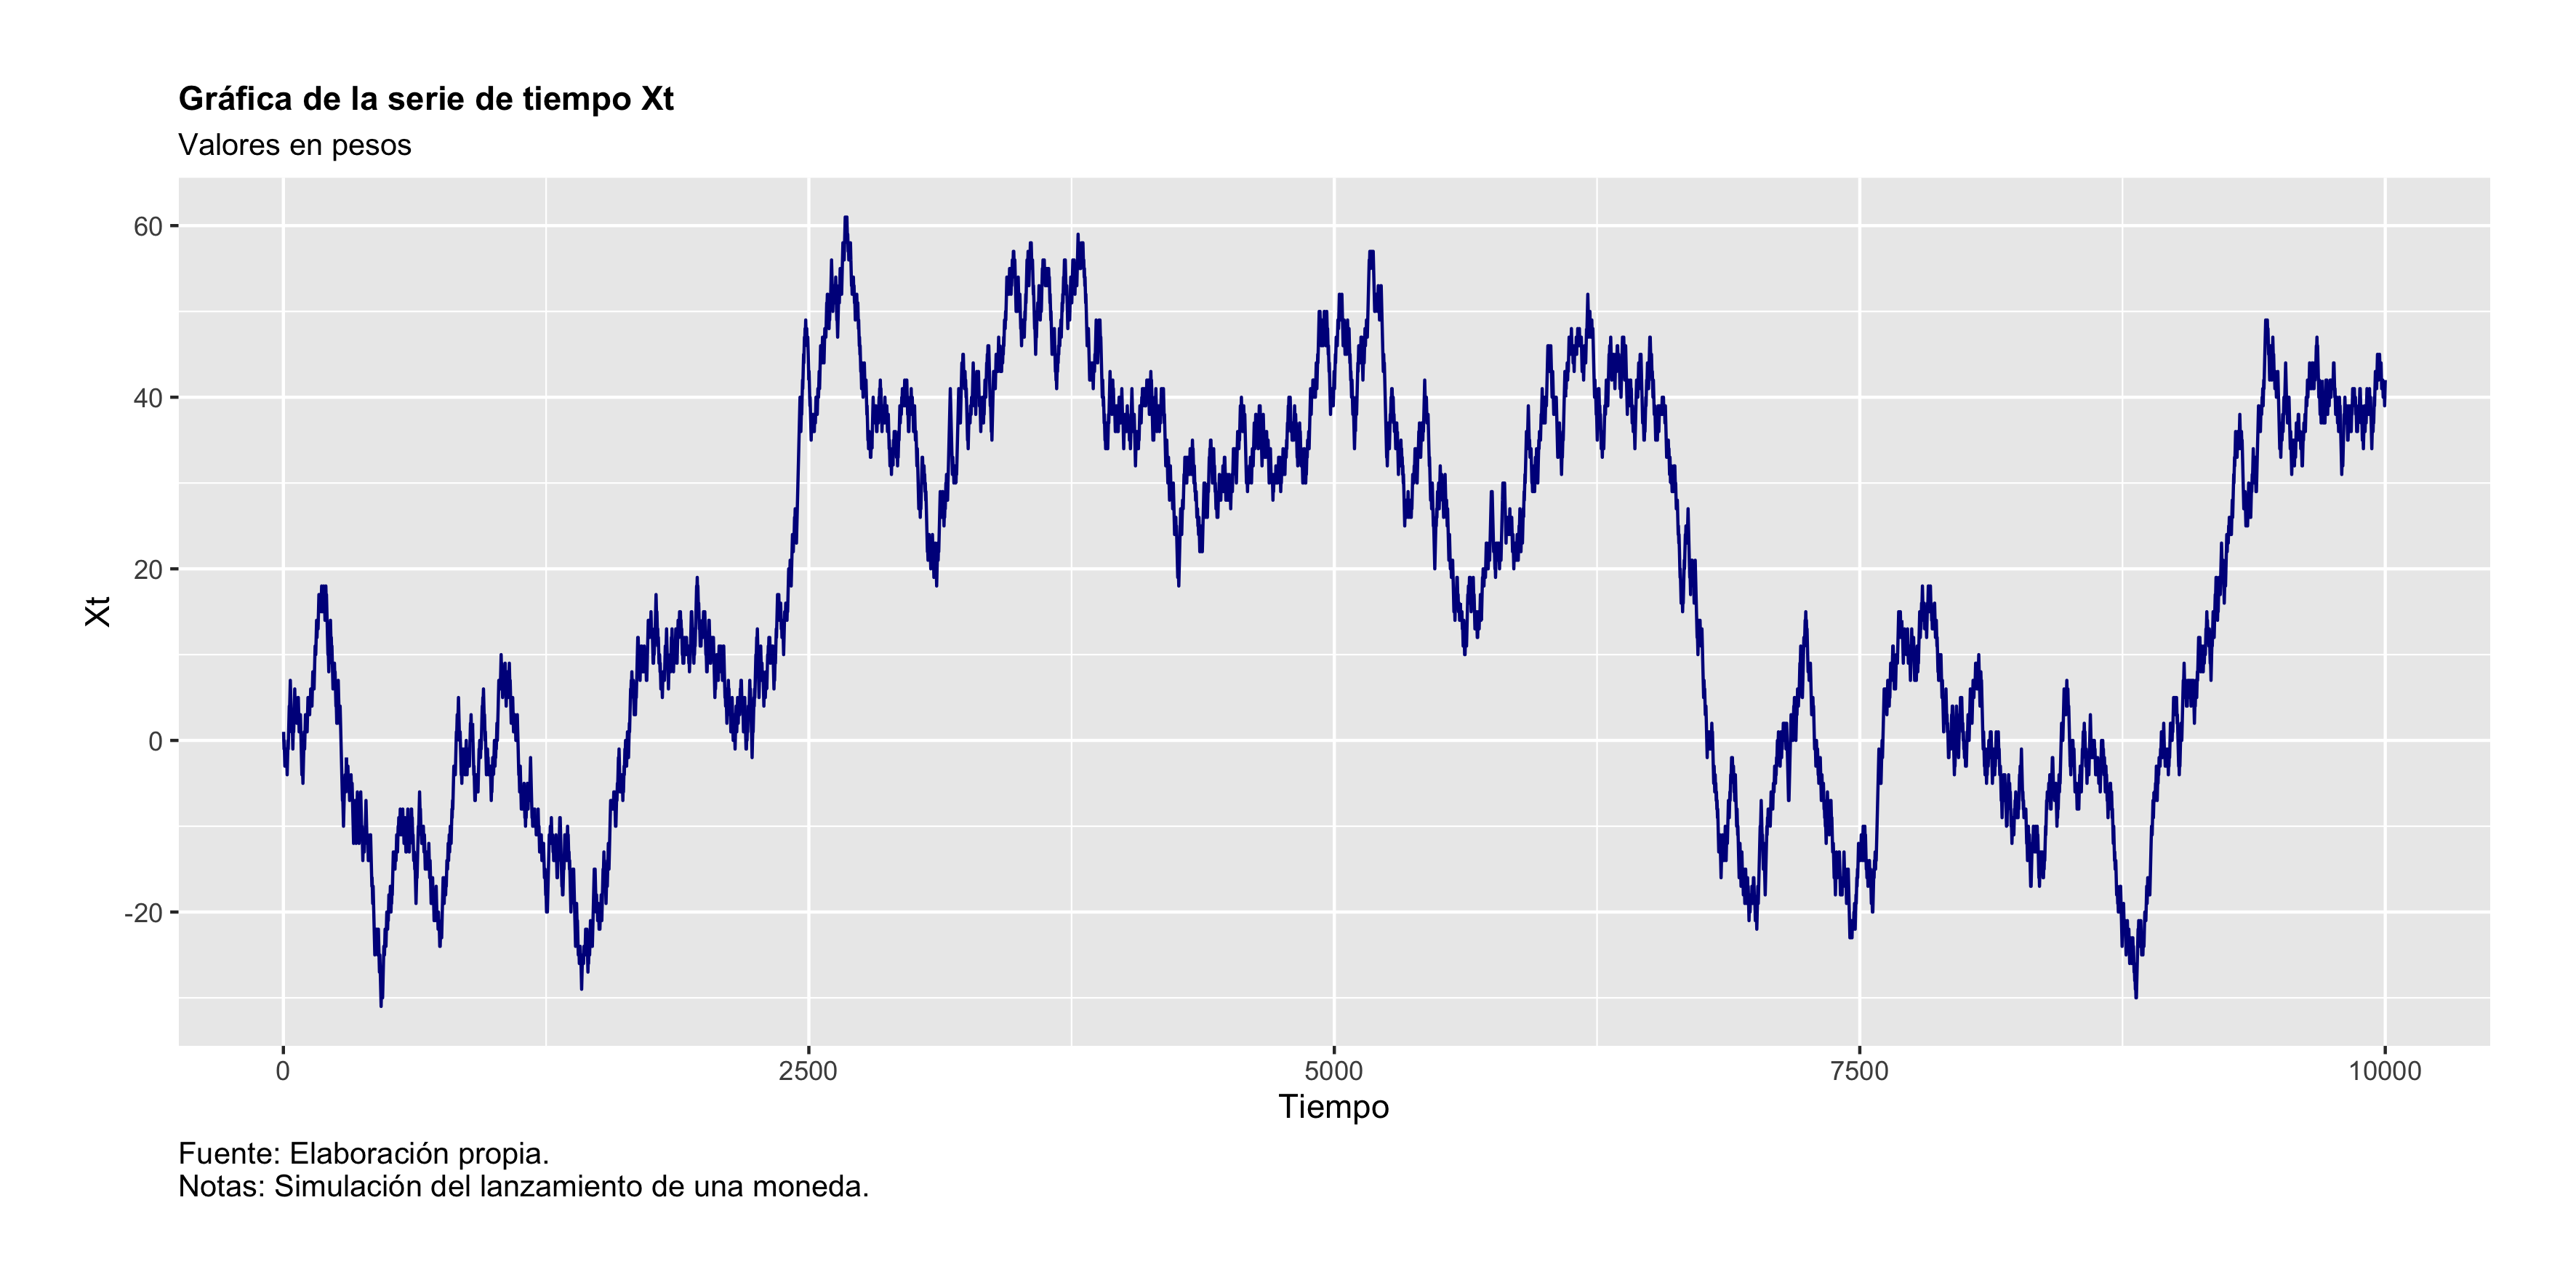 Gráfica de la serie de tiempo Xt
Valores en pesos
60
40
20
0
-20
Xt
0 2500 5000 7500 10000
Tiempo
Fuente: Elaboración propia.
Notas: Simulación del lanzamiento de una moneda.